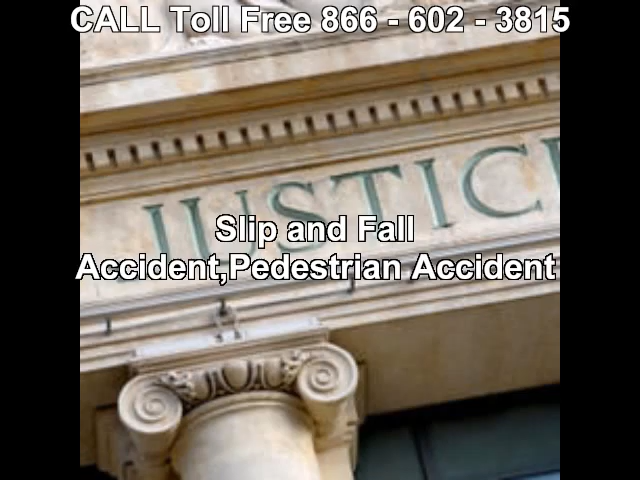 CALL Toll Free 866 - 602 - 3815
JUSTIC
Slip and Fall
Accident,Pedestrian Accident